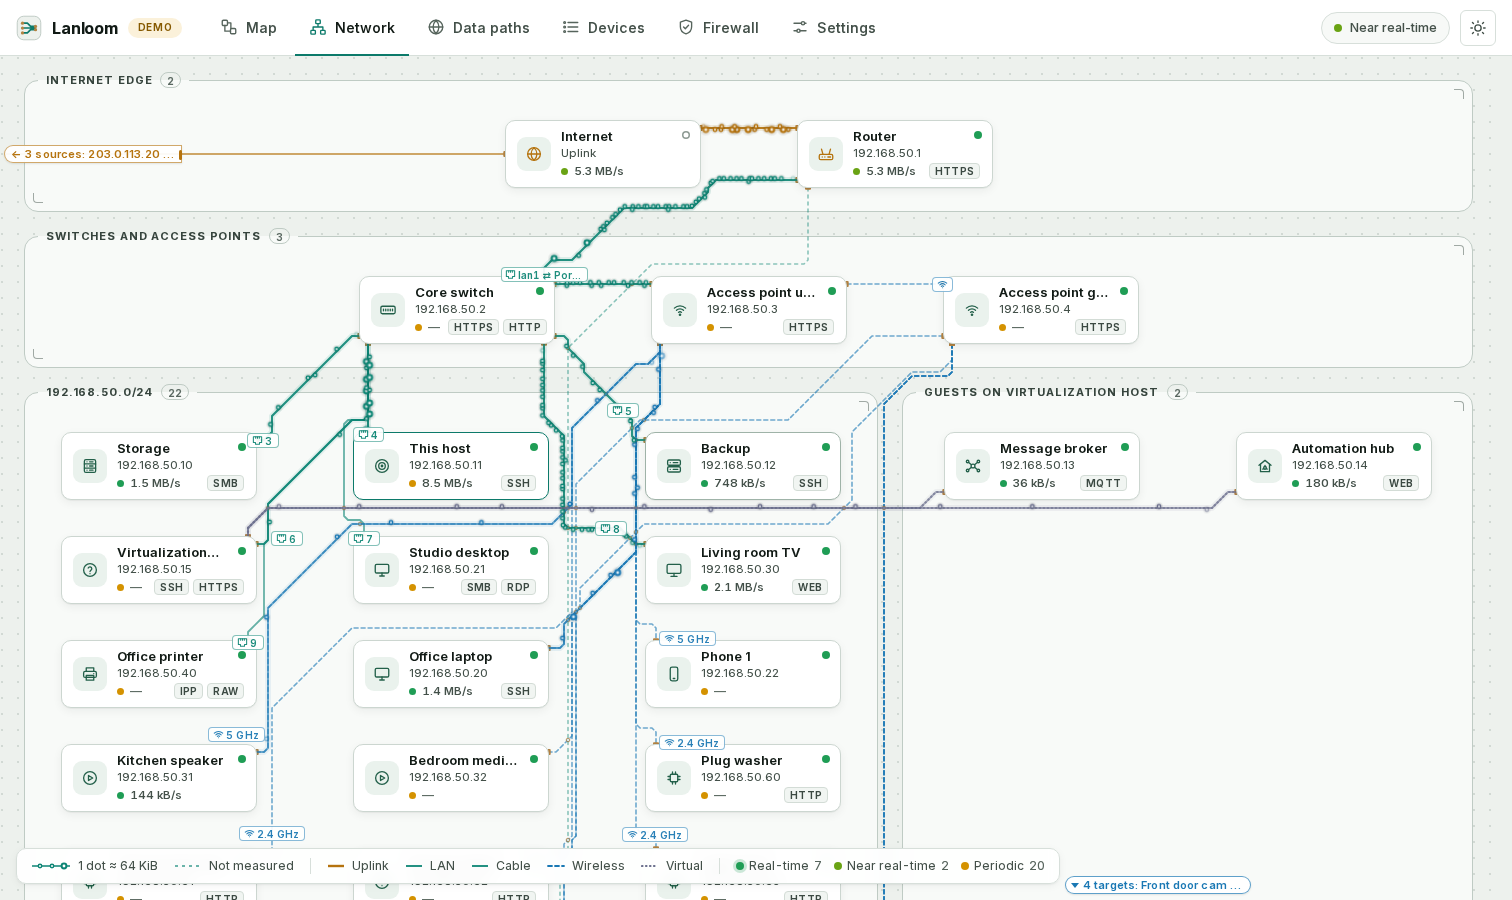 Lanloom DEMO Map Network Data paths Devices Firewall Settings Near real-time
INTERNET EDGE 2
Internet
Uplink
5.3 MB/s
Router
192.168.50.1
5.3 MB/s HTTPS
← 3 sources: 203.0.113.20 ...
SWITCHES AND ACCESS POINTS 3
lan1 ⇄ Por...
Core switch
192.168.50.2
— HTTPS HTTP
Access point u...
192.168.50.3
— HTTPS
Access point g...
192.168.50.4
— HTTPS
192.168.50.0/24 22
GUESTS ON VIRTUALIZATION HOST 2
5
3
4
Storage
192.168.50.10
1.5 MB/s SMB
This host
192.168.50.11
8.5 MB/s SSH
Backup
192.168.50.12
748 kB/s SSH
Message broker
192.168.50.13
36 kB/s MQTT
Automation hub
192.168.50.14
180 kB/s WEB
6
7
8
Virtualization...
192.168.50.15
— SSH HTTPS
Studio desktop
192.168.50.21
— SMB RDP
Living room TV
192.168.50.30
2.1 MB/s WEB
9
5 GHz
Office printer
192.168.50.40
— IPP RAW
Office laptop
192.168.50.20
1.4 MB/s SSH
Phone 1
192.168.50.22
—
5 GHz
2.4 GHz
Kitchen speaker
192.168.50.31
144 kB/s
Bedroom medi...
192.168.50.32
—
Plug washer
192.168.50.60
— HTTP
2.4 GHz
2.4 GHz
1 dot ≈ 64 KiB Not measured Uplink LAN Cable Wireless Virtual Real-time 7 Near real-time 2 Periodic 20
4 targets: Front door cam ...
— HTTP
—
— HTTP